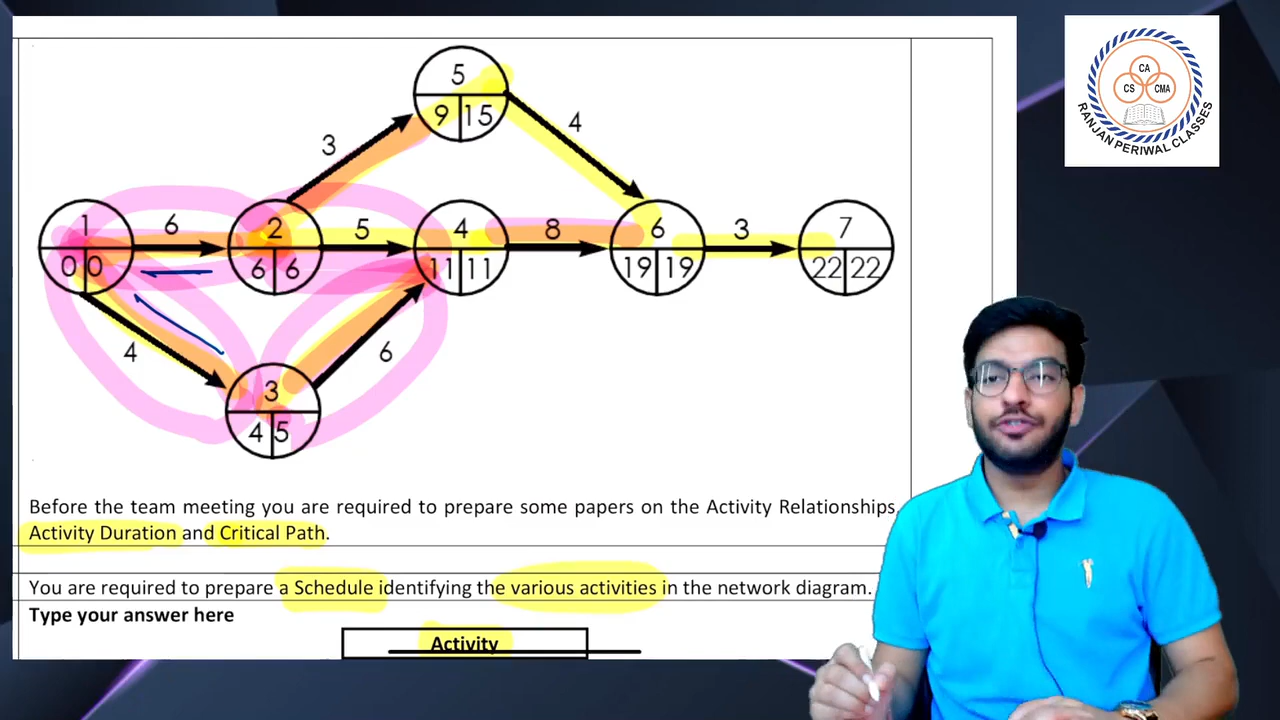 5
9 15
3
4
1
0 0
6
2
6 6
5
4
11 11
8
6
19 19
3
7
22 22
4
6
3
4 5
Before the team meeting you are required to prepare some papers on the Activity Relationships,
Activity Duration and Critical Path.
You are required to prepare a Schedule identifying the various activities in the network diagram.
Type your answer here
Activity
CA
CS CMA
RANJAN PERIWAL CLASSES